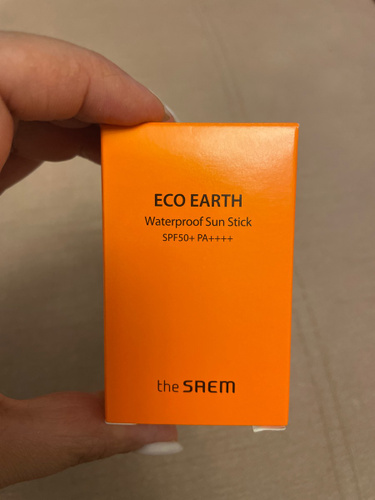 ECO EARTH
Waterproof Sun Stick
SPF50+ PA++++
the SAEM